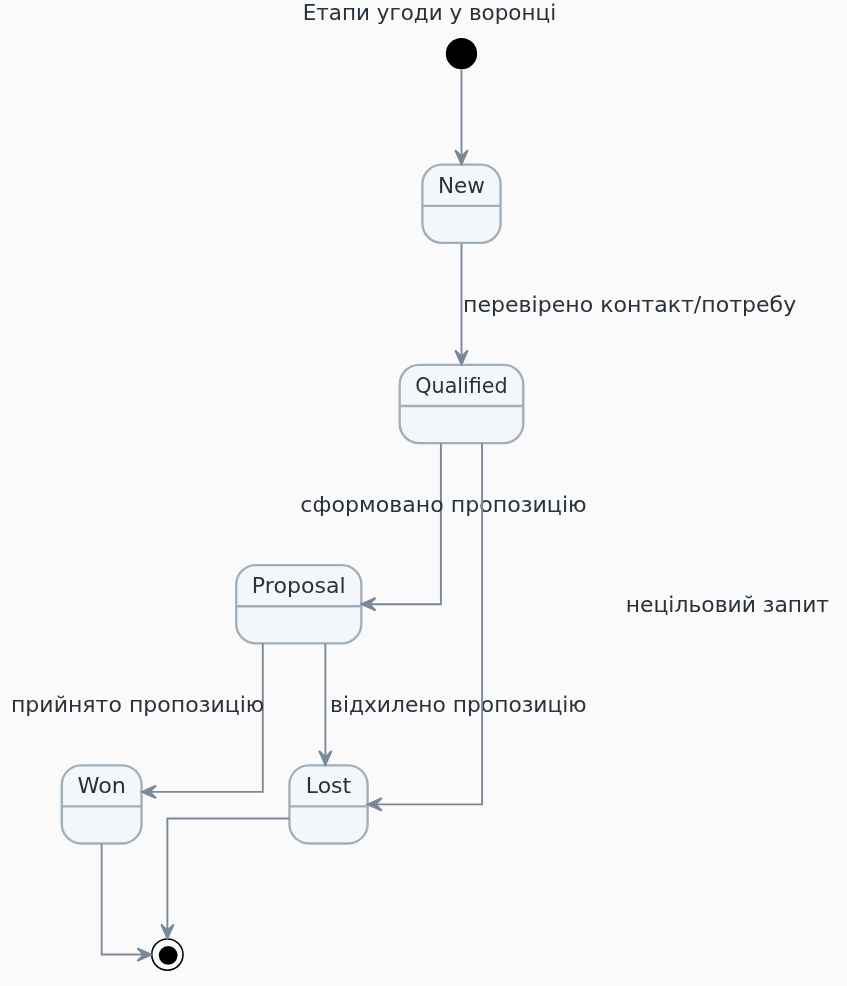 Етапи угоди у воронці
New
перевірено контакт/потребу
Qualified
сформовано пропозицію
Proposal
нецільовий запит
прийнято пропозицію
відхилено пропозицію
Won
Lost